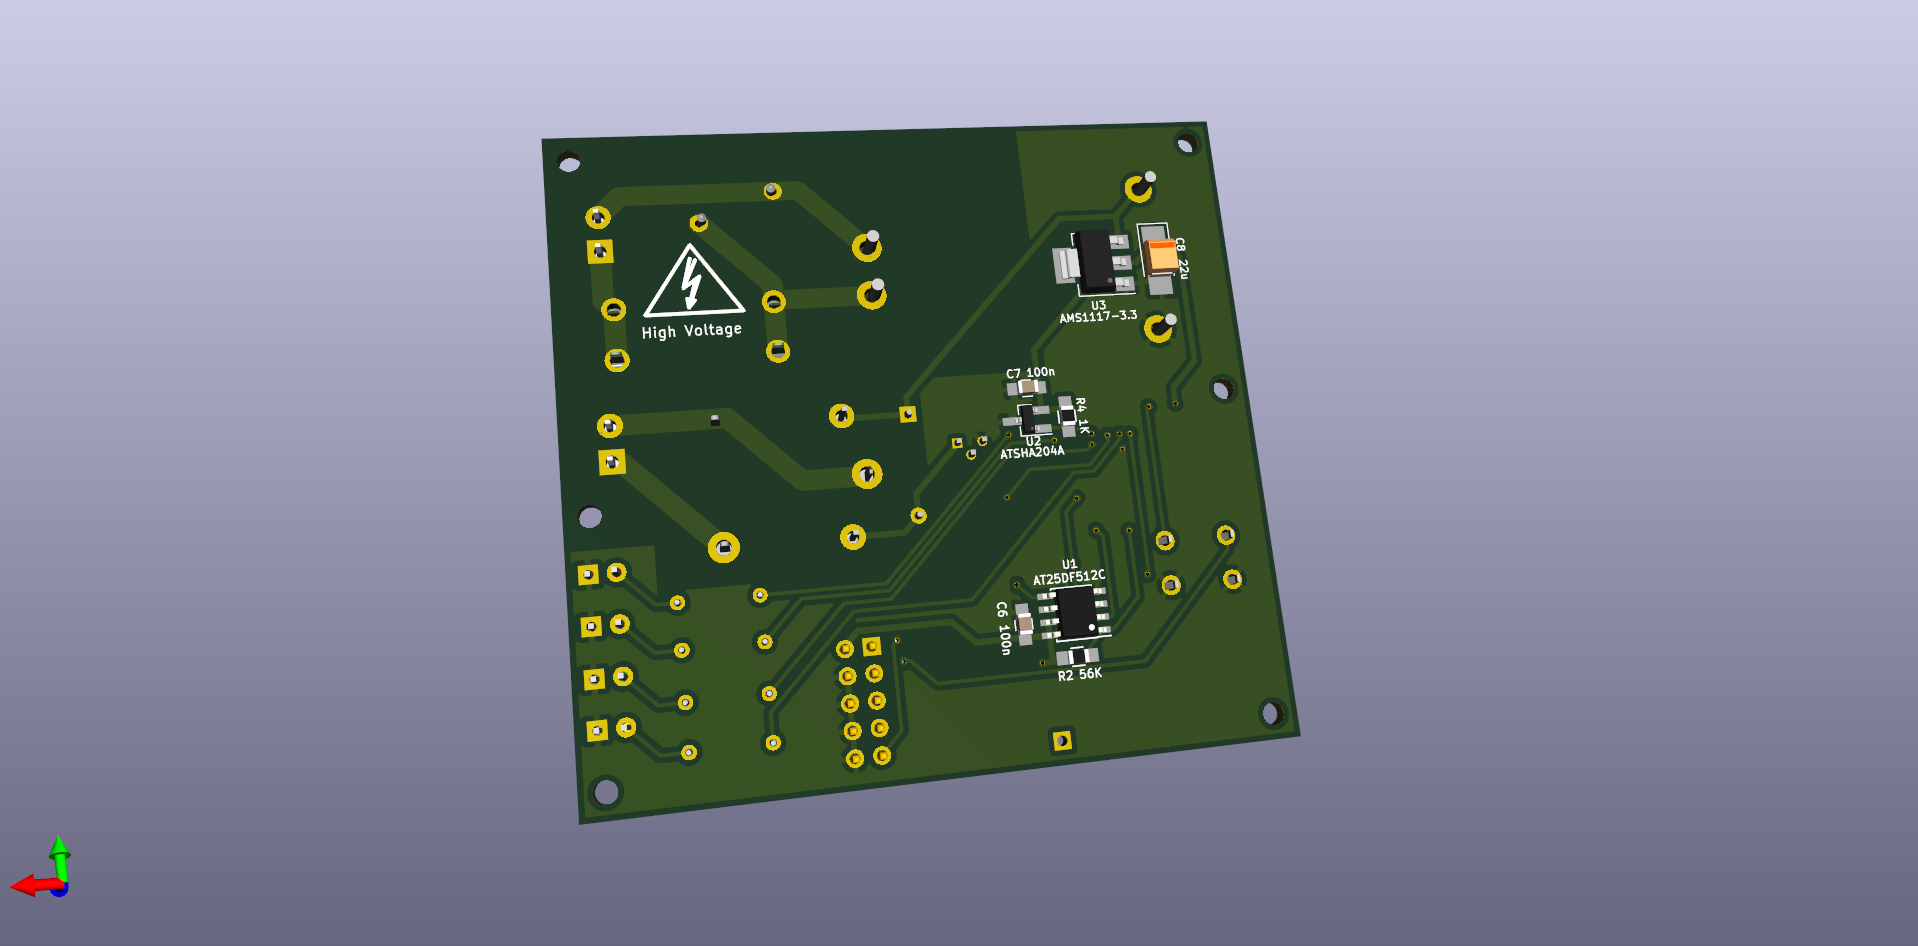 C8 22u
U3
AMS1117-3.3
High Voltage
C7 100n
R4 1K
U2
ATSHA204A
U1
AT25DF512C
C6 100n
R2 56K